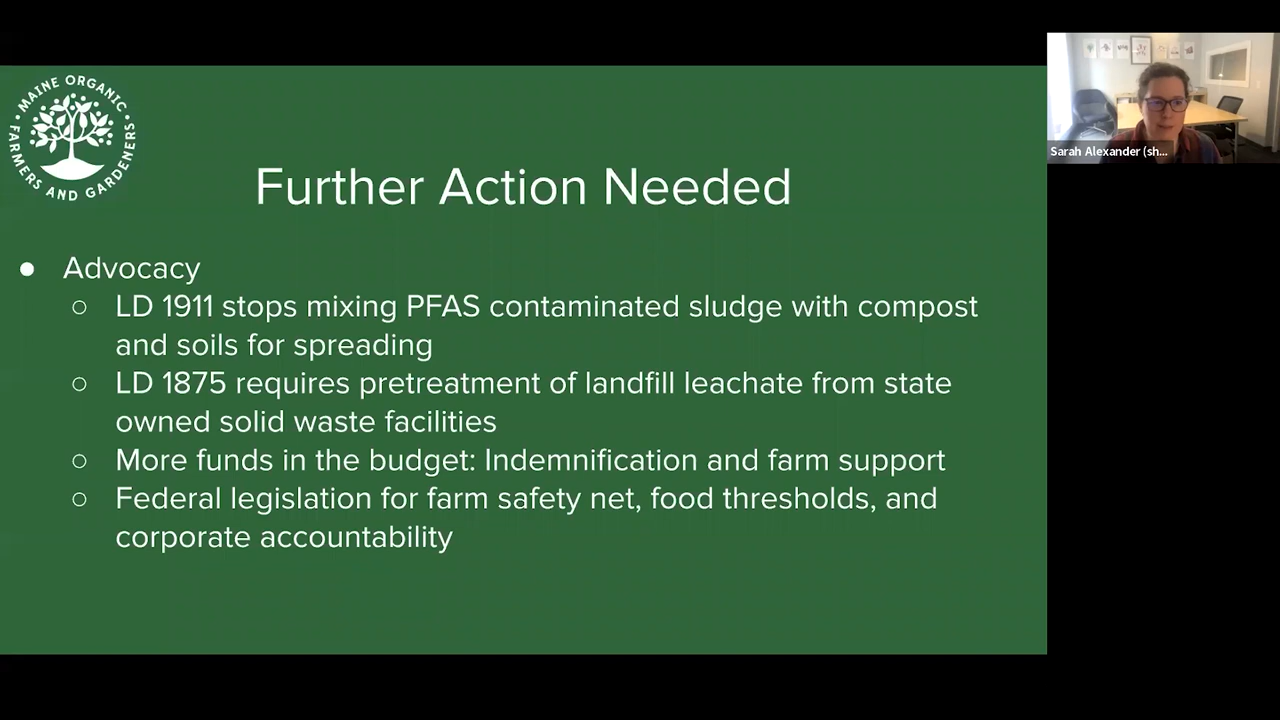 MAINE ORGANIC
FARMERS AND GARDENERS
Sarah Alexander (sh...
Further Action Needed
Advocacy
LD 1911 stops mixing PFAS contaminated sludge with compost
and soils for spreading
LD 1875 requires pretreatment of landfill leachate from state
owned solid waste facilities
More funds in the budget: Indemnification and farm support
Federal legislation for farm safety net, food thresholds, and
corporate accountability